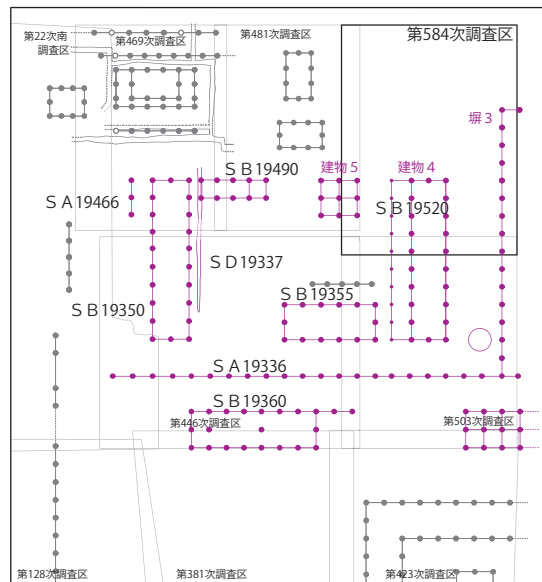 第22次南
調査区
第469次調査区
第481次調査区
第584次調査区
塀3
ＳＢ19490
建物5
建物4
ＳＡ19466
ＳＢ19520
ＳＤ19337
ＳＢ19350
ＳＢ19355
ＳＡ19336
ＳＢ19360
第446次調査区
第503次調査区
第128次調査区
第381次調査区
第423次調査区